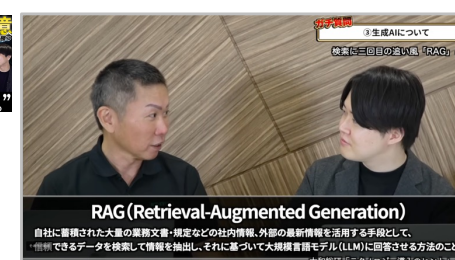 ガチ質問
③生成AIについて
検索に三回目の追い風「RAG」
RAG(Retrieval-Augmented Generation)
自社に蓄積された大量の業務文書・規定などの社内情報、外部の最新情報を活用する手段として、
信頼できるデータを検索して情報を抽出し、それに基づいて大規模言語モデル(LLM)に回答させる方法のこと